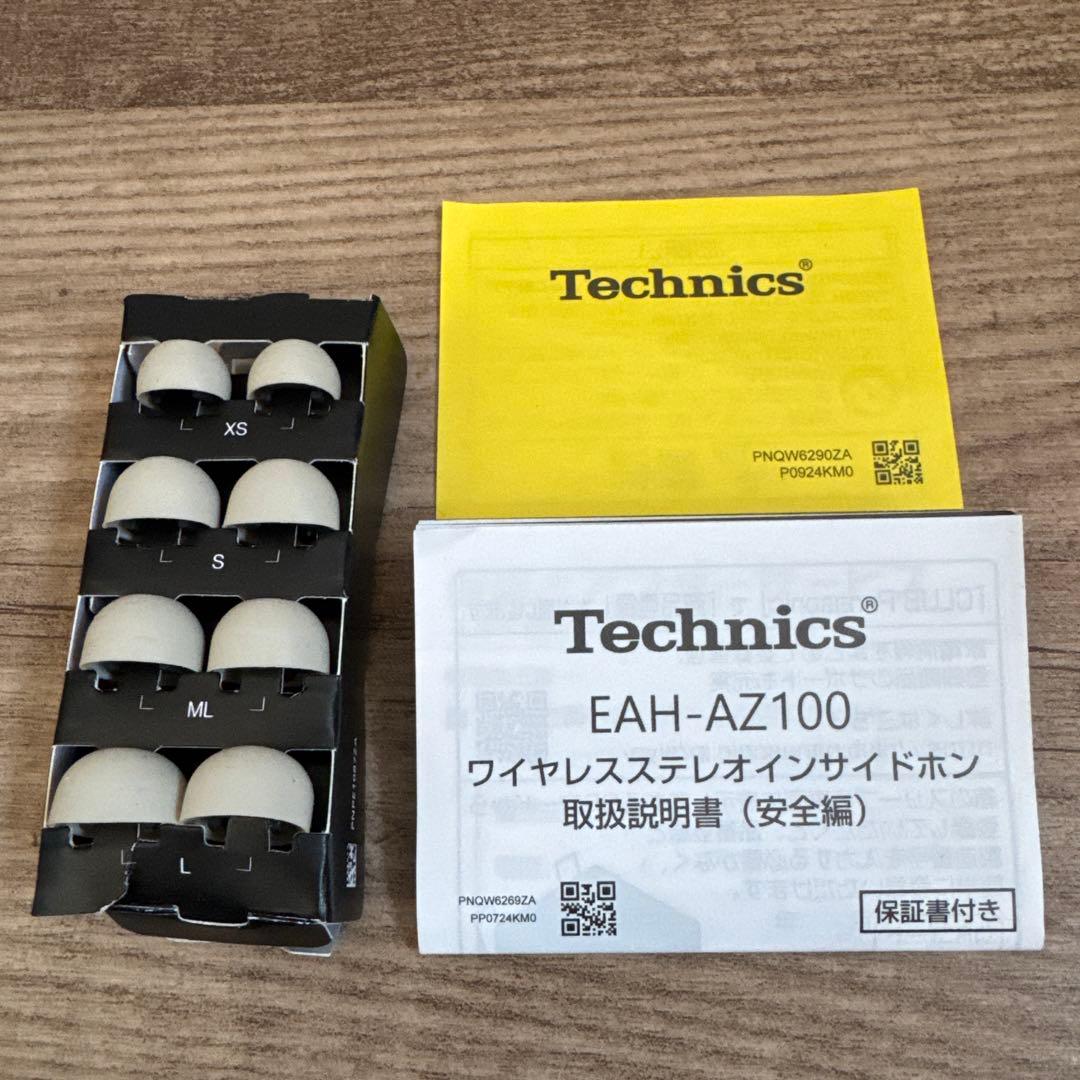 XS
S
ML
L
Technics®
PNQW6290ZA
P0924KM0
Technics®
EAH-AZ100
ワイヤレスステレオインサイドホン
取扱説明書（安全編）
PNQW6269ZA
PP0724KM0
保証書付き